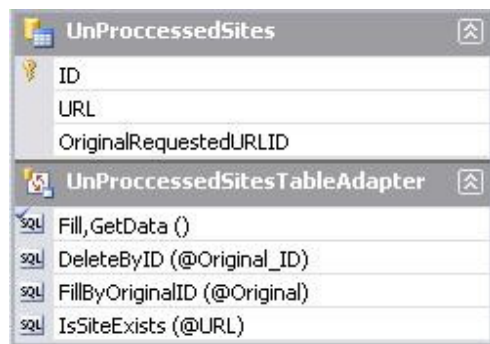 UnProccessedSites
ID
URL
OriginalRequestedURLID
UnProccessedSitesTableAdapter
SQL Fill,GetData ()
SQL DeleteByID (@Original_ID)
SQL FillByOriginalID (@Original)
SQL IsSiteExists (@URL)